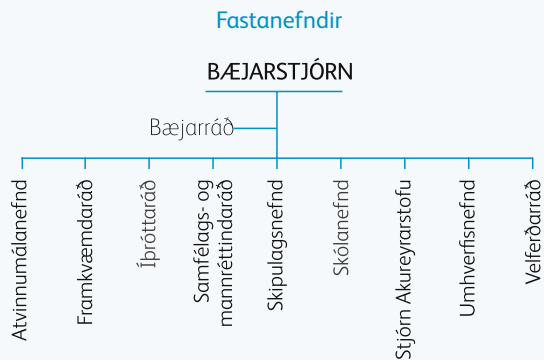 Fastanefndir
BÆJARSTJÓRN
Bæjarráð
Atvinnumálanefnd
Framkvæmdaráð
Íþróttaráð
Samfélags- og
mannréttindaráð
Skipulagsnefnd
Skólanefnd
Stjórn Akureyrarstofu
Umhverfisnefnd
Velferðarráð